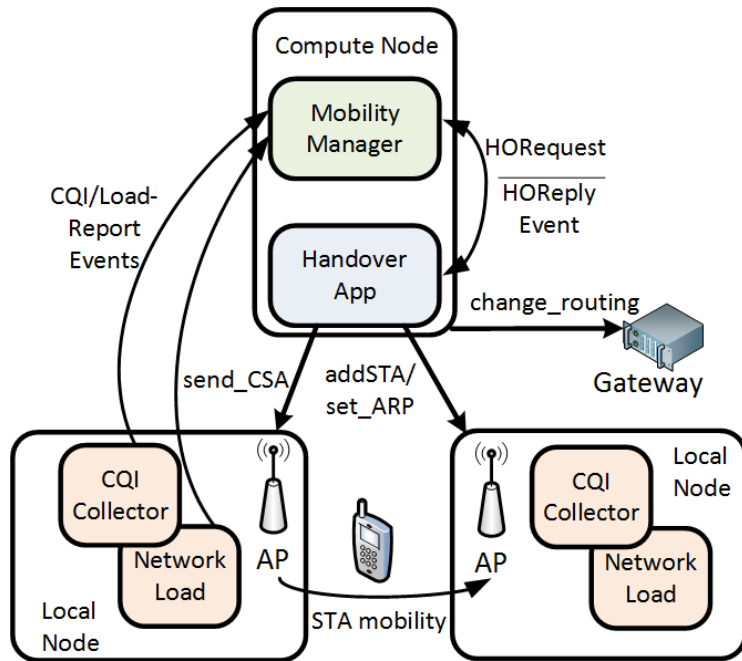 Compute Node
Mobility
Manager
HORequest
HOReply
Event
CQI/Load-
Report
Events
Handover
App
change_routing
Gateway
send_CSA
addSTA/
set_ARP
CQI
Collector
Network
Load
AP
Local
Node
STA mobility
AP
Local
Node
CQI
Collector
Network
Load